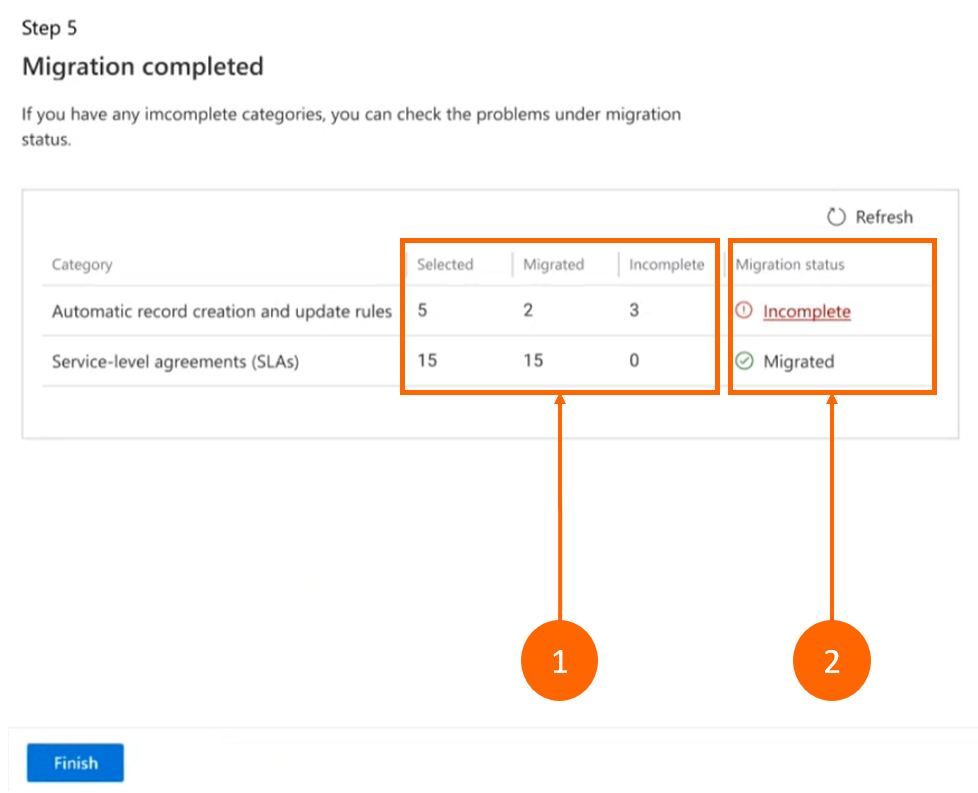 Step 5
Migration completed
If you have any imcomplete categories, you can check the problems under migration
status.
Refresh
Category Selected Migrated Incomplete Migration status
Automatic record creation and update rules 5 2 3 Incomplete
Service-level agreements (SLAs) 15 15 0 Migrated
1 2
Finish